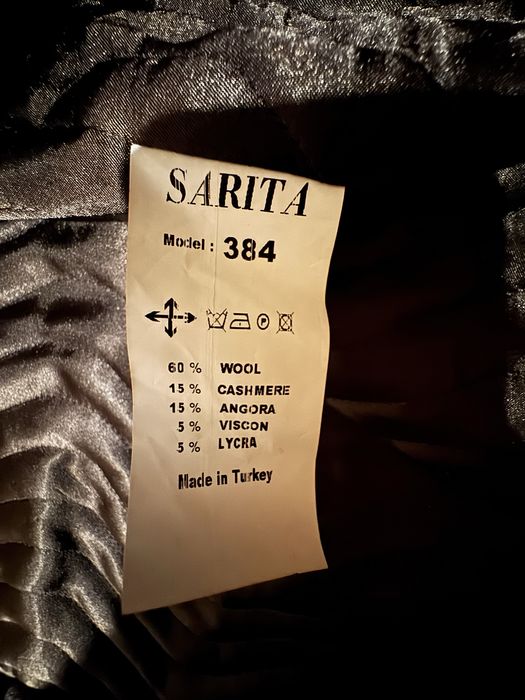 SARITA
Model : 384
P
60 % WOOL
15 % CASHMERE
15 % ANGORA
5 % VISCON
5 % LYCRA
Made in Turkey